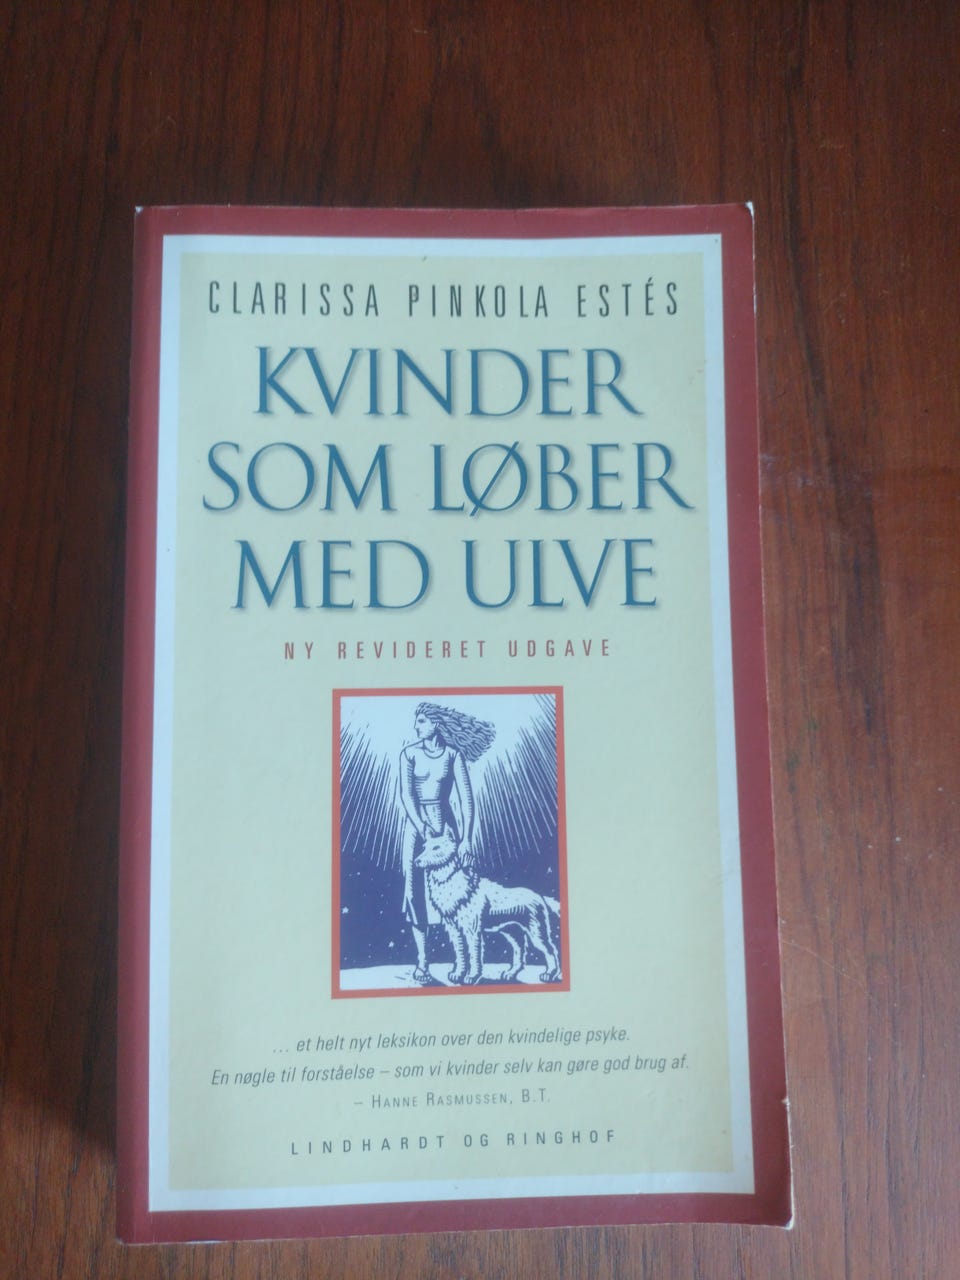 CLARISSA PINKOLA ESTÉS
KVINDER
SOM LØBER
MED ULVE
NY REVIDERET UDGAVE
... et helt nyt leksikon over den kvindelige psyke.
En nøgle til forståelse – som vi kvinder selv kan gøre god brug af.
– HANNE RASMUSSEN, B.T.
LINDHARDT OG RINGHOF